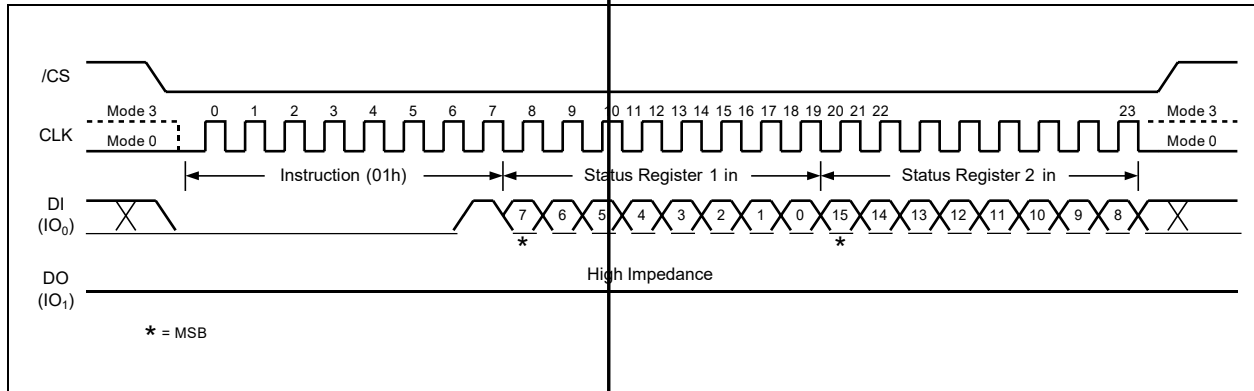 /CS
Mode 3 0 1 2 3 4 5 6 7 8 9 10 11 12 13 14 15 16 17 18 19 20 21 22 23 Mode 3
CLK
Mode 0 Mode 0
Instruction (01h) Status Register 1 in Status Register 2 in
DI
(IO₀)
7 6 5 4 3 2 1 0 15 14 13 12 11 10 9 8
* *
High Impedance
DO
(IO₁)
* = MSB